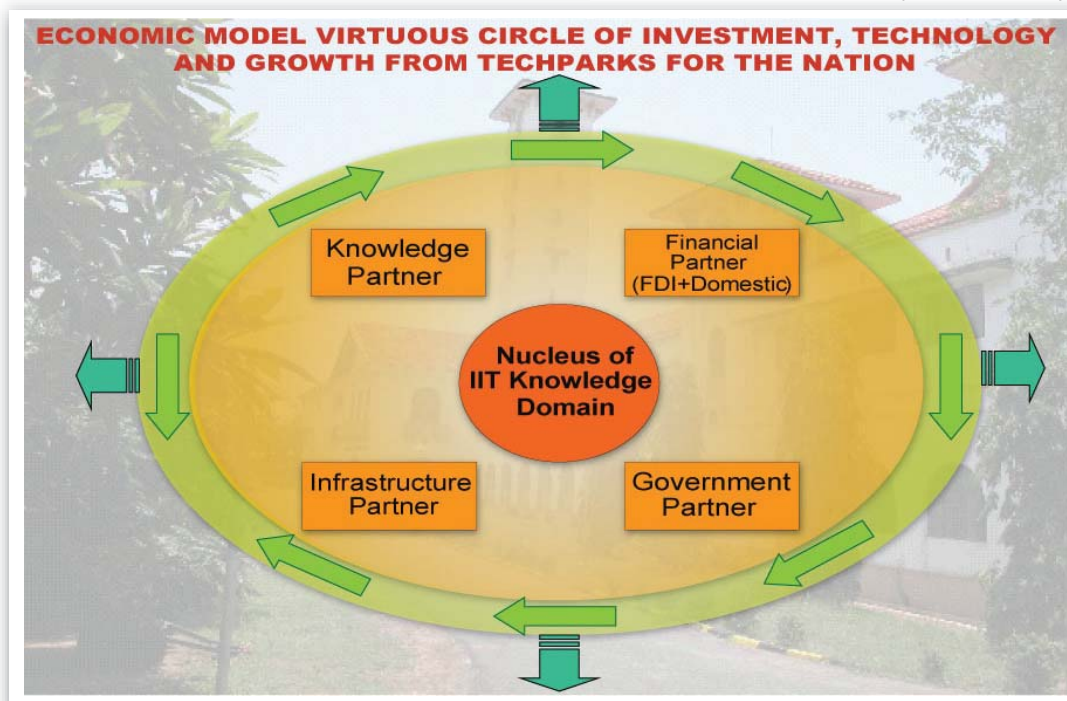 ECONOMIC MODEL VIRTUOUS CIRCLE OF INVESTMENT, TECHNOLOGY
AND GROWTH FROM TECHPARKS FOR THE NATION
Knowledge
Partner
Financial
Partner
(FDI+Domestic)
Nucleus of
IIT Knowledge
Domain
Infrastructure
Partner
Government
Partner